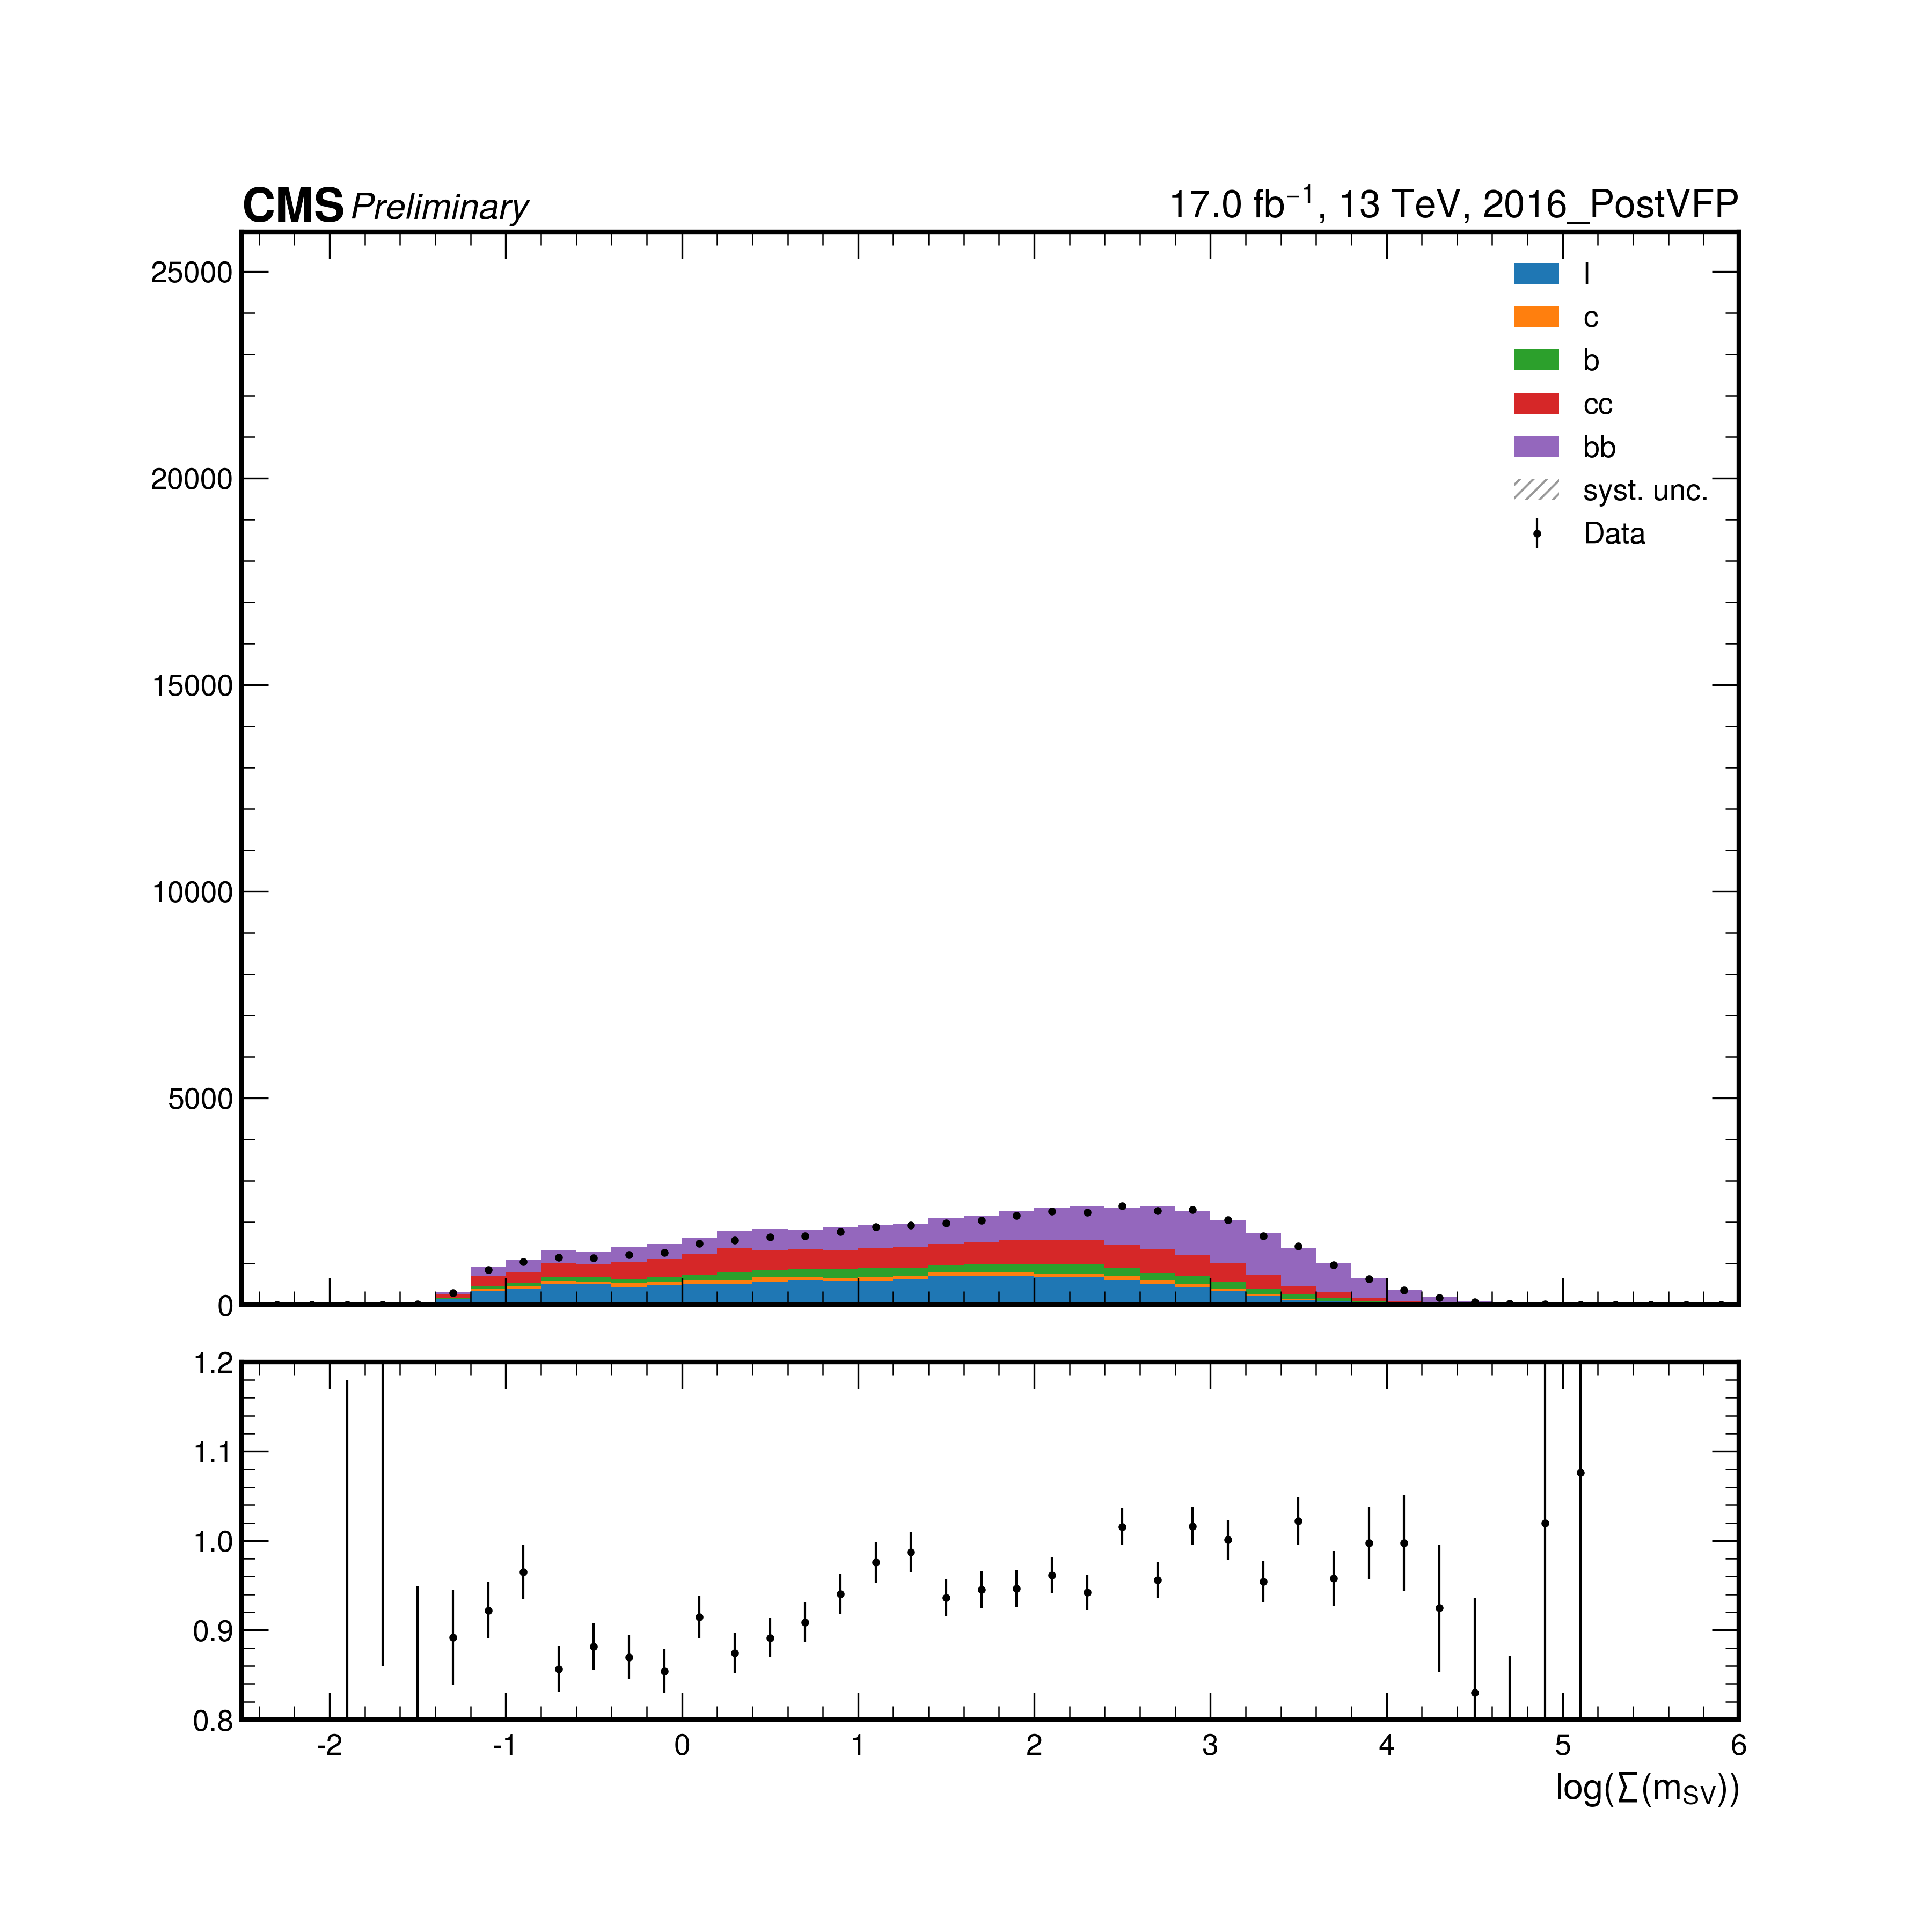 CMS Preliminary 17.0 fb⁻¹, 13 TeV, 2016_PostVFP
25000
20000
15000
10000
5000
0
l
c
b
cc
bb
syst. unc.
Data
1.2
1.1
1.0
0.9
0.8
-2 -1 0 1 2 3 4 5 6
log(Σ(mSV))